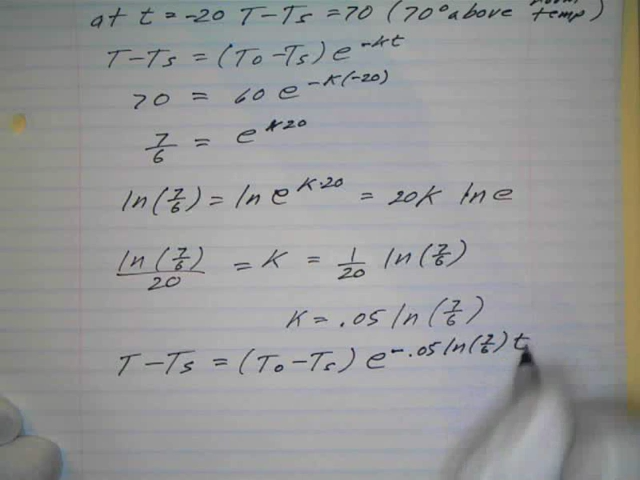 at t = -20 T-Ts = 70 (70° above room temp)
T-Ts = (To-Ts) e^-kt
70 = 60 e^-K(-20)
7/6 = e^K20
ln(7/6) = ln e^K·20 = 20K ln e
ln(7/6)/20 = K = 1/20 ln(7/6)
K = .05 ln(7/6)
T-Ts = (To-Ts) e^-.05 ln(7/6) t